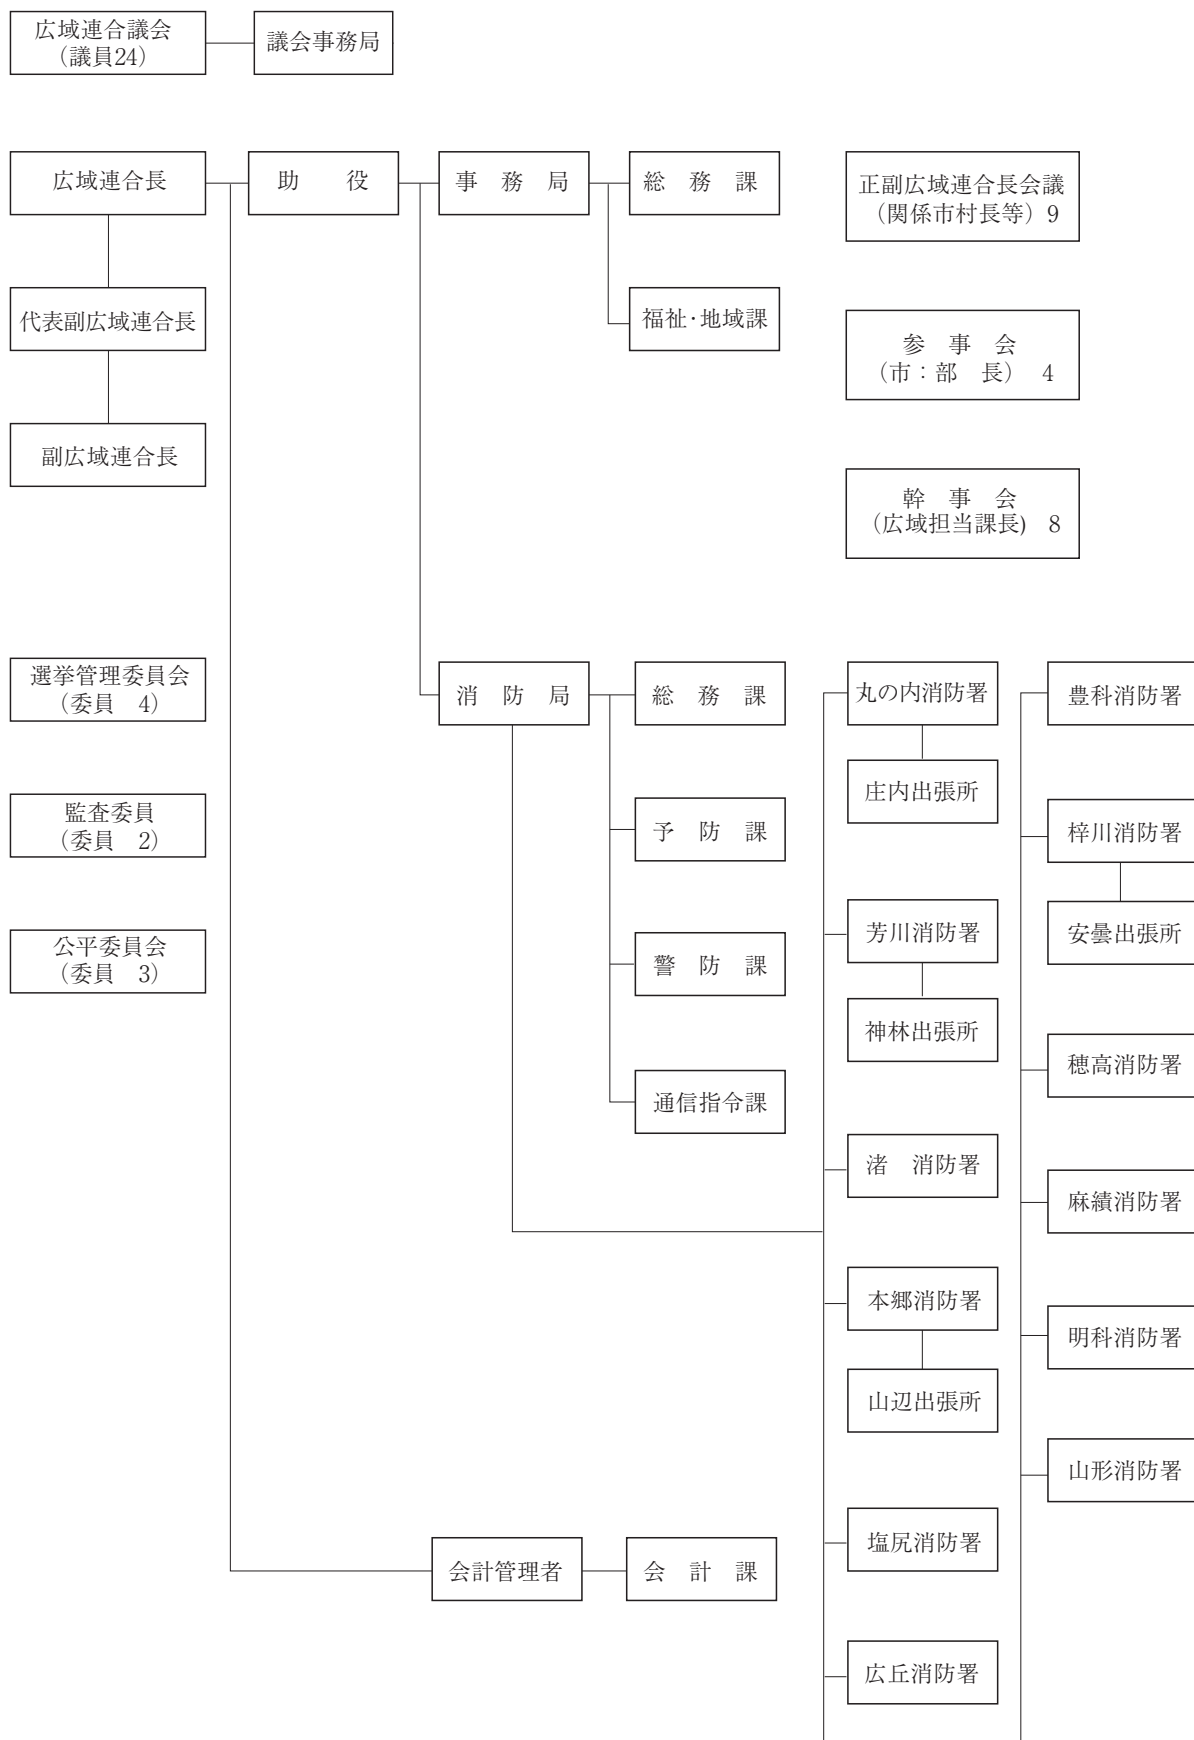 広域連合議会
（議員24）
議会事務局
広域連合長
助　　役
事　務　局
総　務　課
正副広域連合長会議
（関係市村長等）9
代表副広域連合長
福祉・地域課
参　事　会
（市：部　長）　4
副広域連合長
幹　事　会
（広域担当課長)　8
選挙管理委員会
（委員　4）
消　防　局
総　務　課
丸の内消防署
豊科消防署
監査委員
（委員　2）
予　防　課
庄内出張所
梓川消防署
公平委員会
（委員　3）
警　防　課
芳川消防署
安曇出張所
神林出張所
穂高消防署
通信指令課
渚　消防署
麻績消防署
本郷消防署
明科消防署
山辺出張所
山形消防署
会計管理者
会　計　課
塩尻消防署
広丘消防署